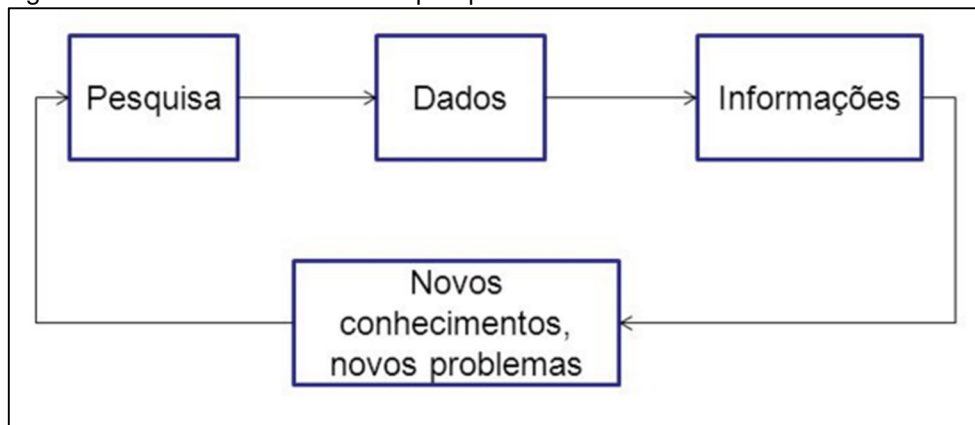 Pesquisa
Dados
Informações
Novos
conhecimentos,
novos problemas